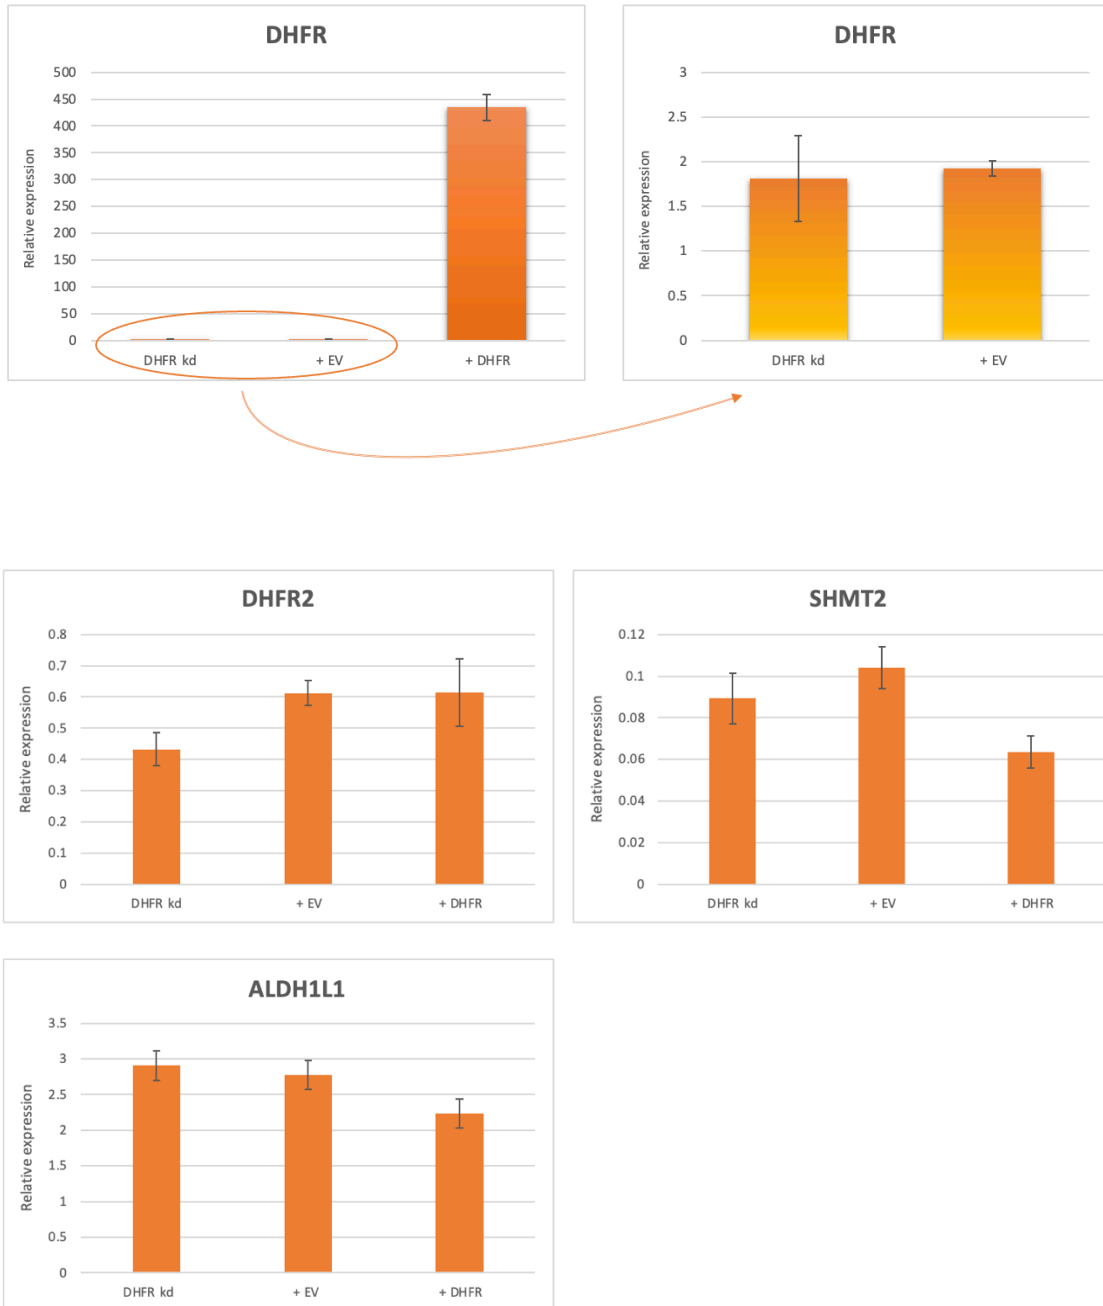 DHFR
500
450
400
350
300
250
200
150
100
50
0
Relative expression
DHFR kd
+ EV
+ DHFR
DHFR
3
2.5
2
1.5
1
0.5
0
Relative expression
DHFR kd
+ EV
DHFR2
0.8
0.7
0.6
0.5
0.4
0.3
0.2
0.1
0
Relative expression
DHFR kd
+ EV
+ DHFR
SHMT2
0.12
0.1
0.08
0.06
0.04
0.02
0
Relative expression
DHFR kd
+ EV
+ DHFR
ALDH1L1
3.5
3
2.5
2
1.5
1
0.5
0
Relative expression
DHFR kd
+ EV
+ DHFR